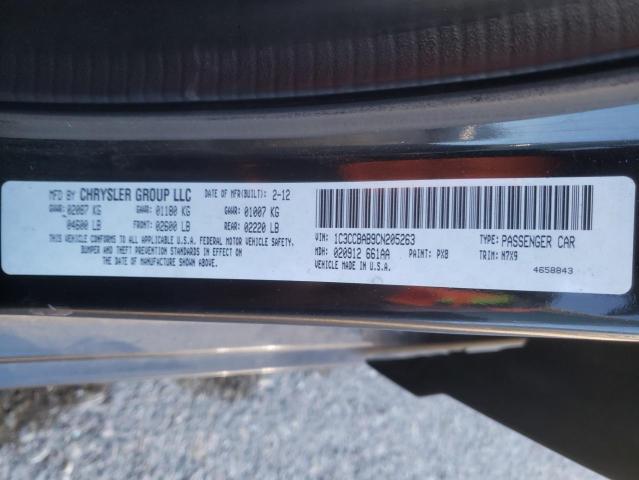 MFD BY CHRYSLER GROUP LLC DATE OF MFR(BUILT): 2-12
GVWR: 02087 KG GAWR: 01180 KG GAWR: 01007 KG
04600 LB FRONT: 02600 LB REAR: 02220 LB
THIS VEHICLE CONFORMS TO ALL APPLICABLE U.S.A. FEDERAL MOTOR VEHICLE SAFETY,
BUMPER AND THEFT PREVENTION STANDARDS IN EFFECT
ON THE DATE OF MANUFACTURE SHOWN ABOVE.
VIN: 1C3CCBAB9CN205263 TYPE: PASSENGER CAR
MDH: 020912 661AA PAINT: PX8 TRIM: M7X9
VEHICLE MADE IN U.S.A. 4658843